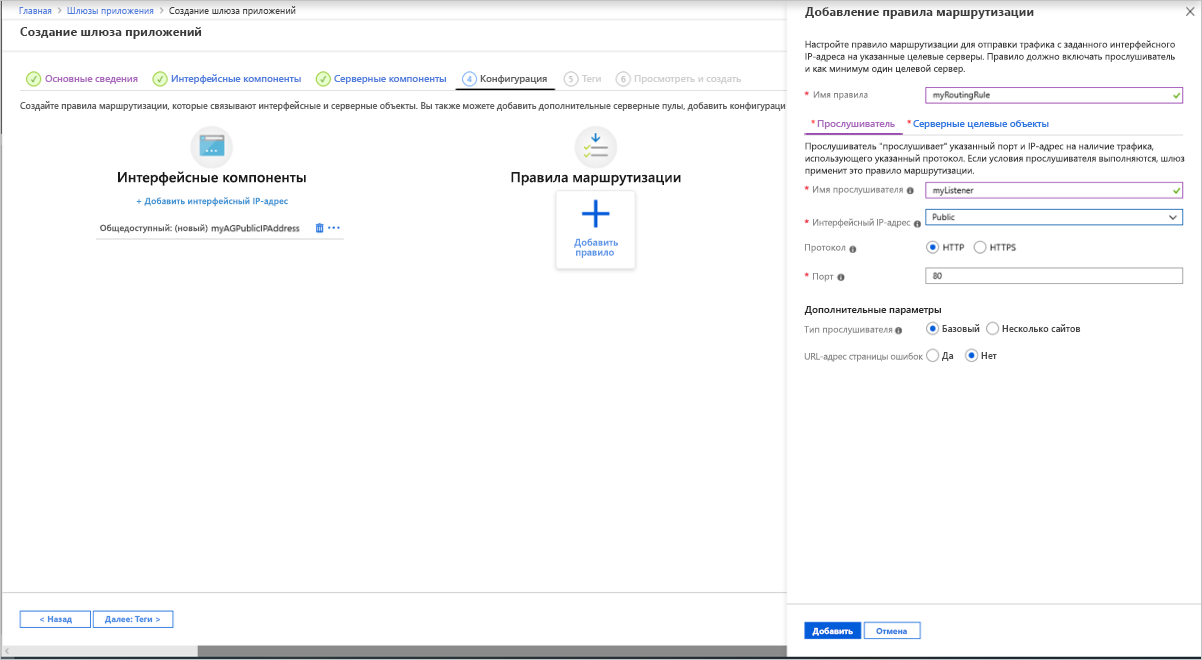 Главная > Шлюзы приложения > Создание шлюза приложений
Создание шлюза приложений
Основные сведения
Интерфейсные компоненты
Серверные компоненты
4 Конфигурация
5 Теги
6 Просмотреть и создать
Создайте правила маршрутизации, которые связывают интерфейсные и серверные объекты. Вы также можете добавить дополнительные серверные пулы, добавить конфигураци
Интерфейсные компоненты
+ Добавить интерфейсный IP-адрес
Общедоступный: (новый) myAGPublicIPAddress
Правила маршрутизации
Добавить
правило
< Назад
Далее: Теги >
Добавление правила маршрутизации
Настройте правило маршрутизации для отправки трафика с заданного интерфейсного
IP-адреса на указанные целевые серверы. Правило должно включать прослушиватель
и как минимум один целевой сервер.
* Имя правила
myRoutingRule
* Прослушиватель
* Серверные целевые объекты
Прослушиватель "прослушивает" указанный порт и IP-адрес на наличие трафика,
использующего указанный протокол. Если условия прослушивателя выполняются, шлюз
применит это правило маршрутизации.
* Имя прослушивателя
myListener
* Интерфейсный IP-адрес
Public
Протокол
HTTP
HTTPS
* Порт
80
Дополнительные параметры
Тип прослушивателя
Базовый
Несколько сайтов
URL-адрес страницы ошибок
Да
Нет
Добавить
Отмена